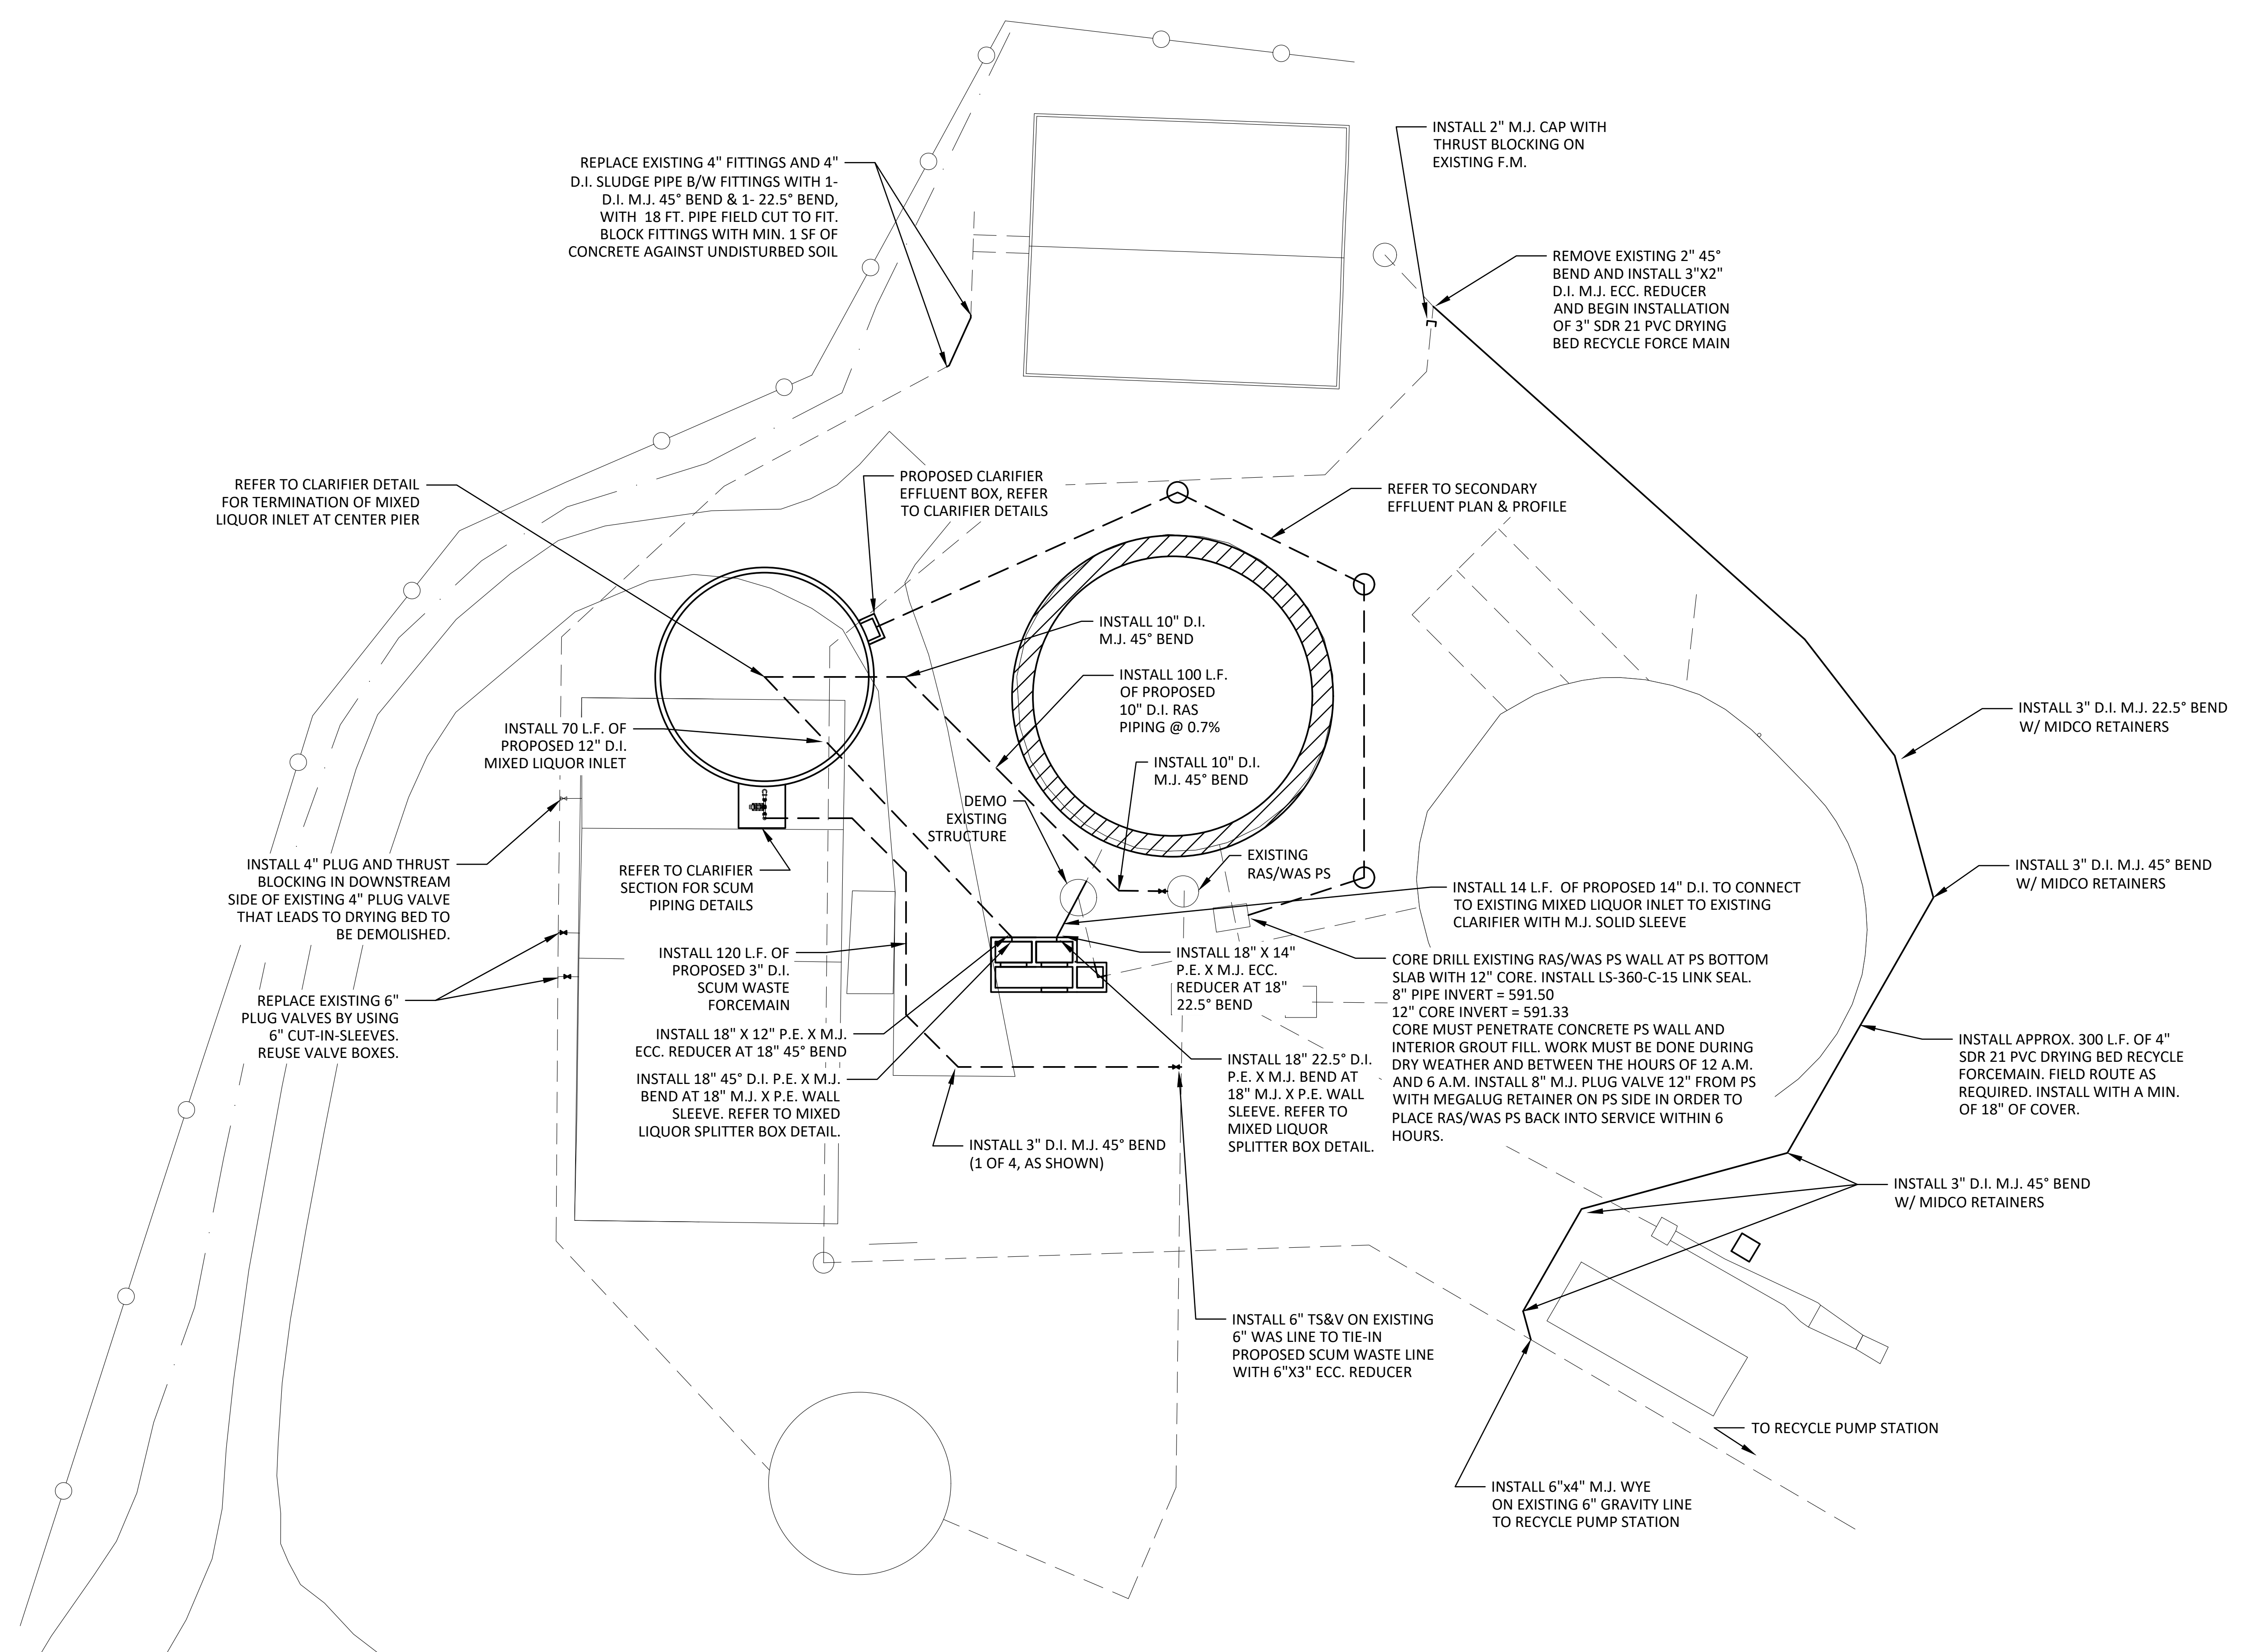 INSTALL 2" M.J. CAP WITH
THRUST BLOCKING ON
EXISTING F.M.
REPLACE EXISTING 4" FITTINGS AND 4"
D.I. SLUDGE PIPE B/W FITTINGS WITH 1-
D.I. M.J. 45° BEND & 1- 22.5° BEND,
WITH 18 FT. PIPE FIELD CUT TO FIT.
BLOCK FITTINGS WITH MIN. 1 SF OF
CONCRETE AGAINST UNDISTURBED SOIL
REMOVE EXISTING 2" 45°
BEND AND INSTALL 3"X2"
D.I. M.J. ECC. REDUCER
AND BEGIN INSTALLATION
OF 3" SDR 21 PVC DRYING
BED RECYCLE FORCE MAIN
REFER TO CLARIFIER DETAIL
FOR TERMINATION OF MIXED
LIQUOR INLET AT CENTER PIER
PROPOSED CLARIFIER
EFFLUENT BOX, REFER
TO CLARIFIER DETAILS
REFER TO SECONDARY
EFFLUENT PLAN & PROFILE
INSTALL 10" D.I.
M.J. 45° BEND
INSTALL 100 L.F.
OF PROPOSED
10" D.I. RAS
PIPING @ 0.7%
INSTALL 3" D.I. M.J. 22.5° BEND
W/ MIDCO RETAINERS
INSTALL 70 L.F. OF
PROPOSED 12" D.I.
MIXED LIQUOR INLET
INSTALL 10" D.I.
M.J. 45° BEND
DEMO
EXISTING
STRUCTURE
EXISTING
RAS/WAS PS
INSTALL 4" PLUG AND THRUST
BLOCKING IN DOWNSTREAM
SIDE OF EXISTING 4" PLUG VALVE
THAT LEADS TO DRYING BED TO
BE DEMOLISHED.
REFER TO CLARIFIER
SECTION FOR SCUM
PIPING DETAILS
INSTALL 3" D.I. M.J. 45° BEND
W/ MIDCO RETAINERS
INSTALL 14 L.F. OF PROPOSED 14" D.I. TO CONNECT
TO EXISTING MIXED LIQUOR INLET TO EXISTING
CLARIFIER WITH M.J. SOLID SLEEVE
INSTALL 120 L.F. OF
PROPOSED 3" D.I.
SCUM WASTE
FORCEMAIN
INSTALL 18" X 14"
P.E. X M.J. ECC.
REDUCER AT 18"
22.5° BEND
CORE DRILL EXISTING RAS/WAS PS WALL AT PS BOTTOM
SLAB WITH 12" CORE. INSTALL LS-360-C-15 LINK SEAL.
8" PIPE INVERT = 591.50
12" CORE INVERT = 591.33
CORE MUST PENETRATE CONCRETE PS WALL AND
INTERIOR GROUT FILL. WORK MUST BE DONE DURING
DRY WEATHER AND BETWEEN THE HOURS OF 12 A.M.
AND 6 A.M. INSTALL 8" M.J. PLUG VALVE 12" FROM PS
WITH MEGALUG RETAINER ON PS SIDE IN ORDER TO
PLACE RAS/WAS PS BACK INTO SERVICE WITHIN 6
HOURS.
REPLACE EXISTING 6"
PLUG VALVES BY USING
6" CUT-IN-SLEEVES.
REUSE VALVE BOXES.
INSTALL 18" X 12" P.E. X M.J.
ECC. REDUCER AT 18" 45° BEND
INSTALL 18" 45° D.I. P.E. X M.J.
BEND AT 18" M.J. X P.E. WALL
SLEEVE. REFER TO MIXED
LIQUOR SPLITTER BOX DETAIL.
INSTALL 18" 22.5° D.I.
P.E. X M.J. BEND AT
18" M.J. X P.E. WALL
SLEEVE. REFER TO
MIXED LIQUOR
SPLITTER BOX DETAIL.
INSTALL APPROX. 300 L.F. OF 4"
SDR 21 PVC DRYING BED RECYCLE
FORCEMAIN. FIELD ROUTE AS
REQUIRED. INSTALL WITH A MIN.
OF 18" OF COVER.
INSTALL 3" D.I. M.J. 45° BEND
(1 OF 4, AS SHOWN)
INSTALL 3" D.I. M.J. 45° BEND
W/ MIDCO RETAINERS
INSTALL 6" TS&V ON EXISTING
6" WAS LINE TO TIE-IN
PROPOSED SCUM WASTE LINE
WITH 6"X3" ECC. REDUCER
TO RECYCLE PUMP STATION
INSTALL 6"x4" M.J. WYE
ON EXISTING 6" GRAVITY LINE
TO RECYCLE PUMP STATION